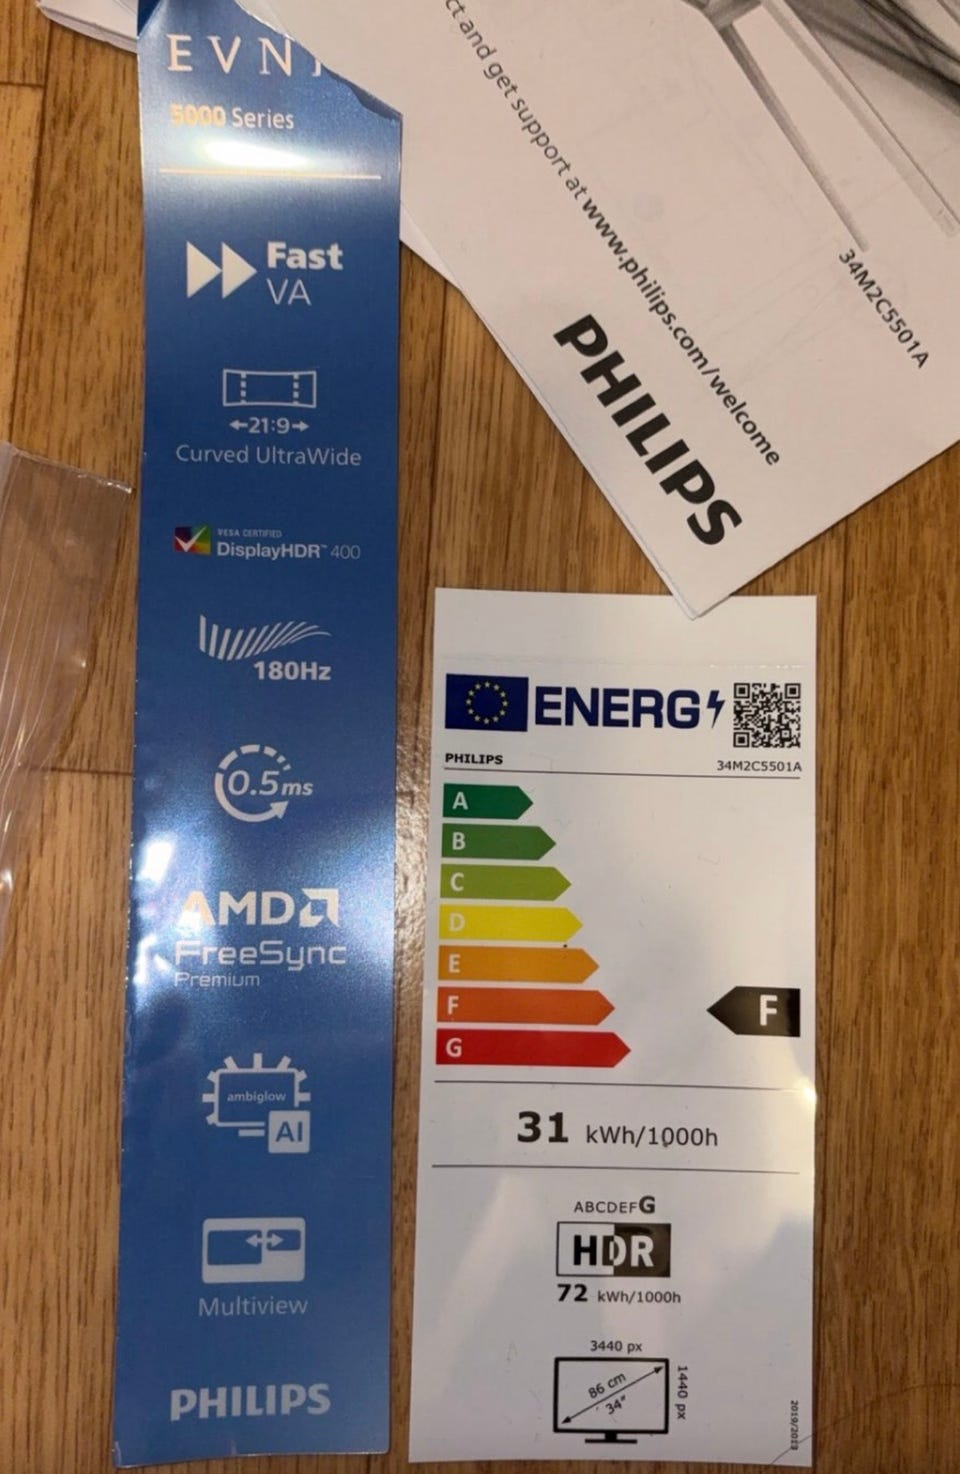 EVN
5000 Series
Fast
VA
21:9
Curved UltraWide
VESA CERTIFIED
DisplayHDR™ 400
180Hz
0.5ms
AMD
FreeSync
Premium
ambiglow
AI
Multiview
PHILIPS
ct and get support at www.philips.com/welcome
34M2C5501A
PHILIPS
ENERG
PHILIPS 34M2C5501A
A
B
C
D
E
F F
G
31 kWh/1000h
ABCDEFG
HDR
72 kWh/1000h
3440 px
86 cm
34"
1440 px
2019/2013